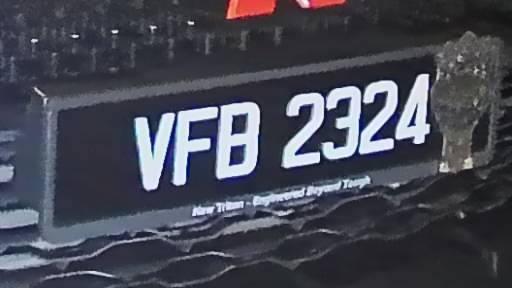 VFB 2324
New Triton - Engineered Beyond Tough